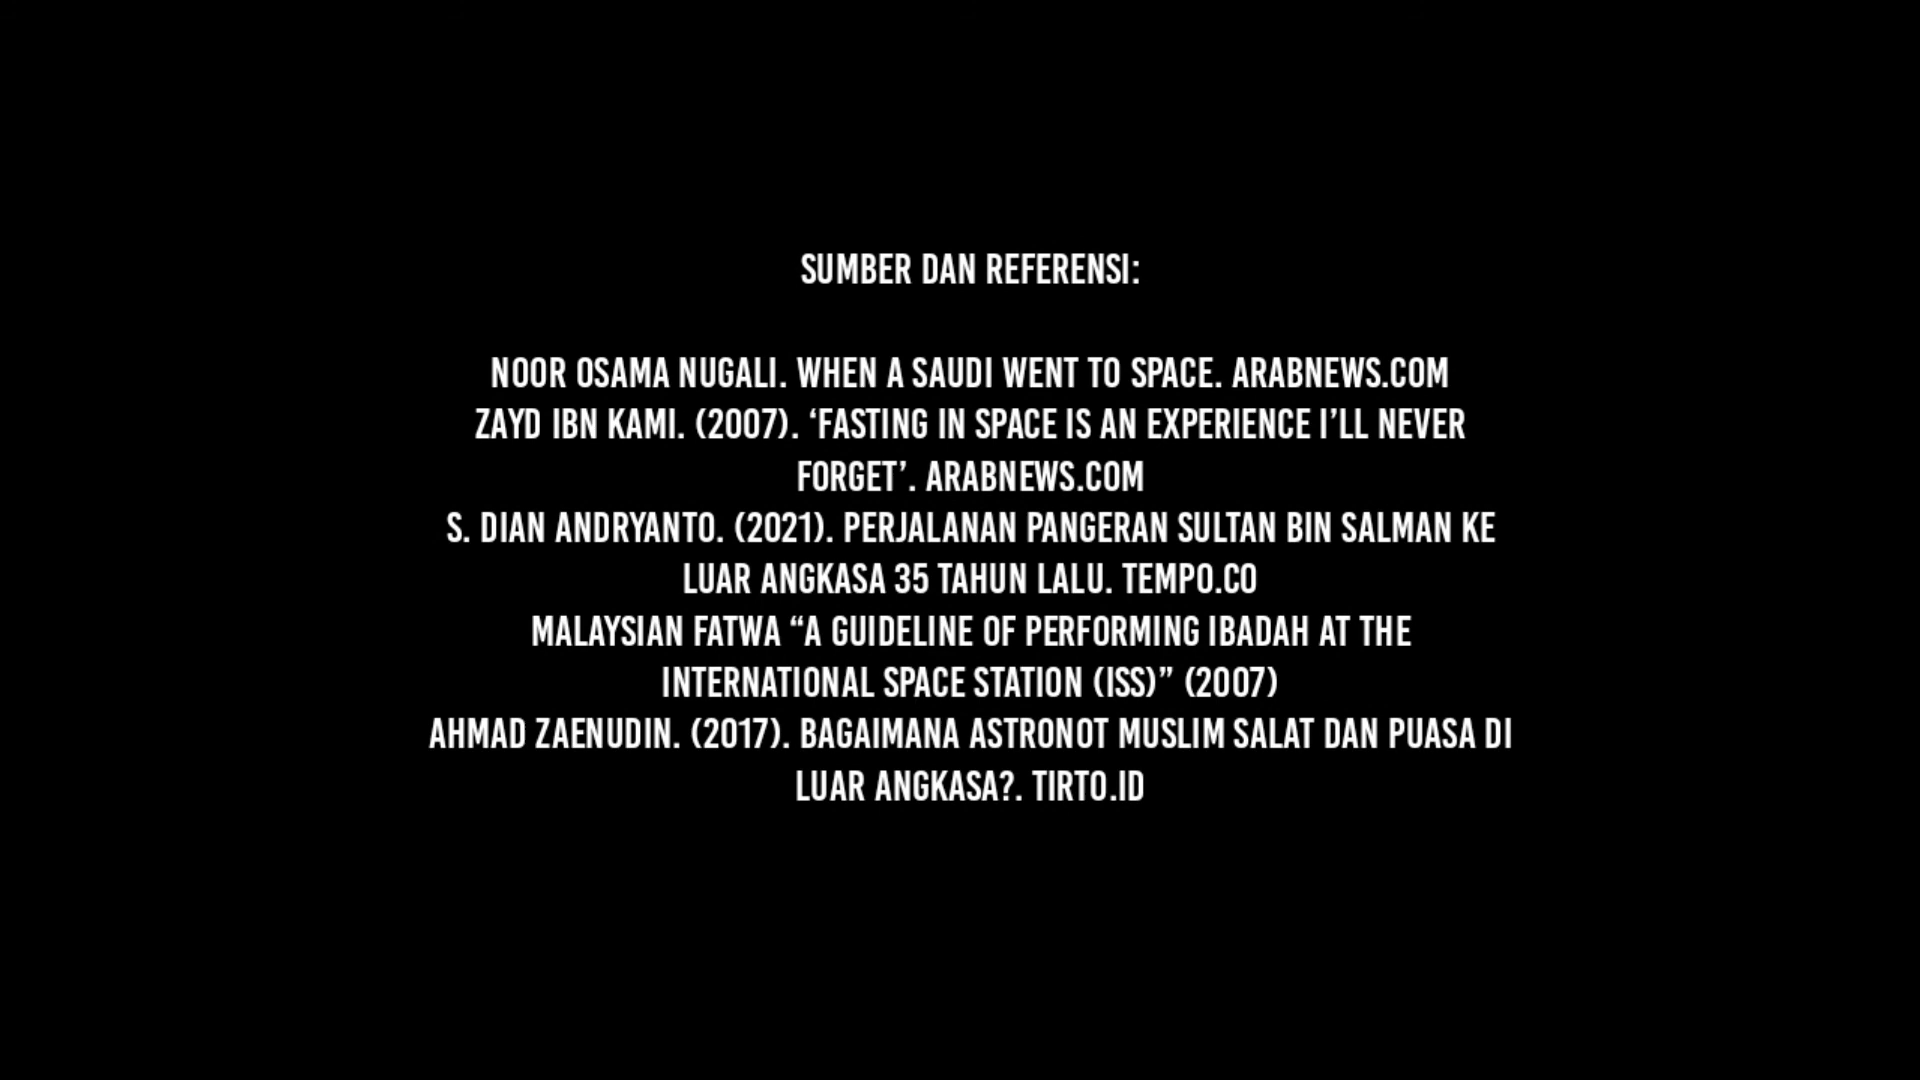 SUMBER DAN REFERENSI:
NOOR OSAMA NUGALI. WHEN A SAUDI WENT TO SPACE. ARABNEWS.COM
ZAYD IBN KAMI. (2007). ‘FASTING IN SPACE IS AN EXPERIENCE I’LL NEVER
FORGET’. ARABNEWS.COM
S. DIAN ANDRYANTO. (2021). PERJALANAN PANGERAN SULTAN BIN SALMAN KE
LUAR ANGKASA 35 TAHUN LALU. TEMPO.CO
MALAYSIAN FATWA “A GUIDELINE OF PERFORMING IBADAH AT THE
INTERNATIONAL SPACE STATION (ISS)” (2007)
AHMAD ZAENUDIN. (2017). BAGAIMANA ASTRONOT MUSLIM SALAT DAN PUASA DI
LUAR ANGKASA?. TIRTO.ID